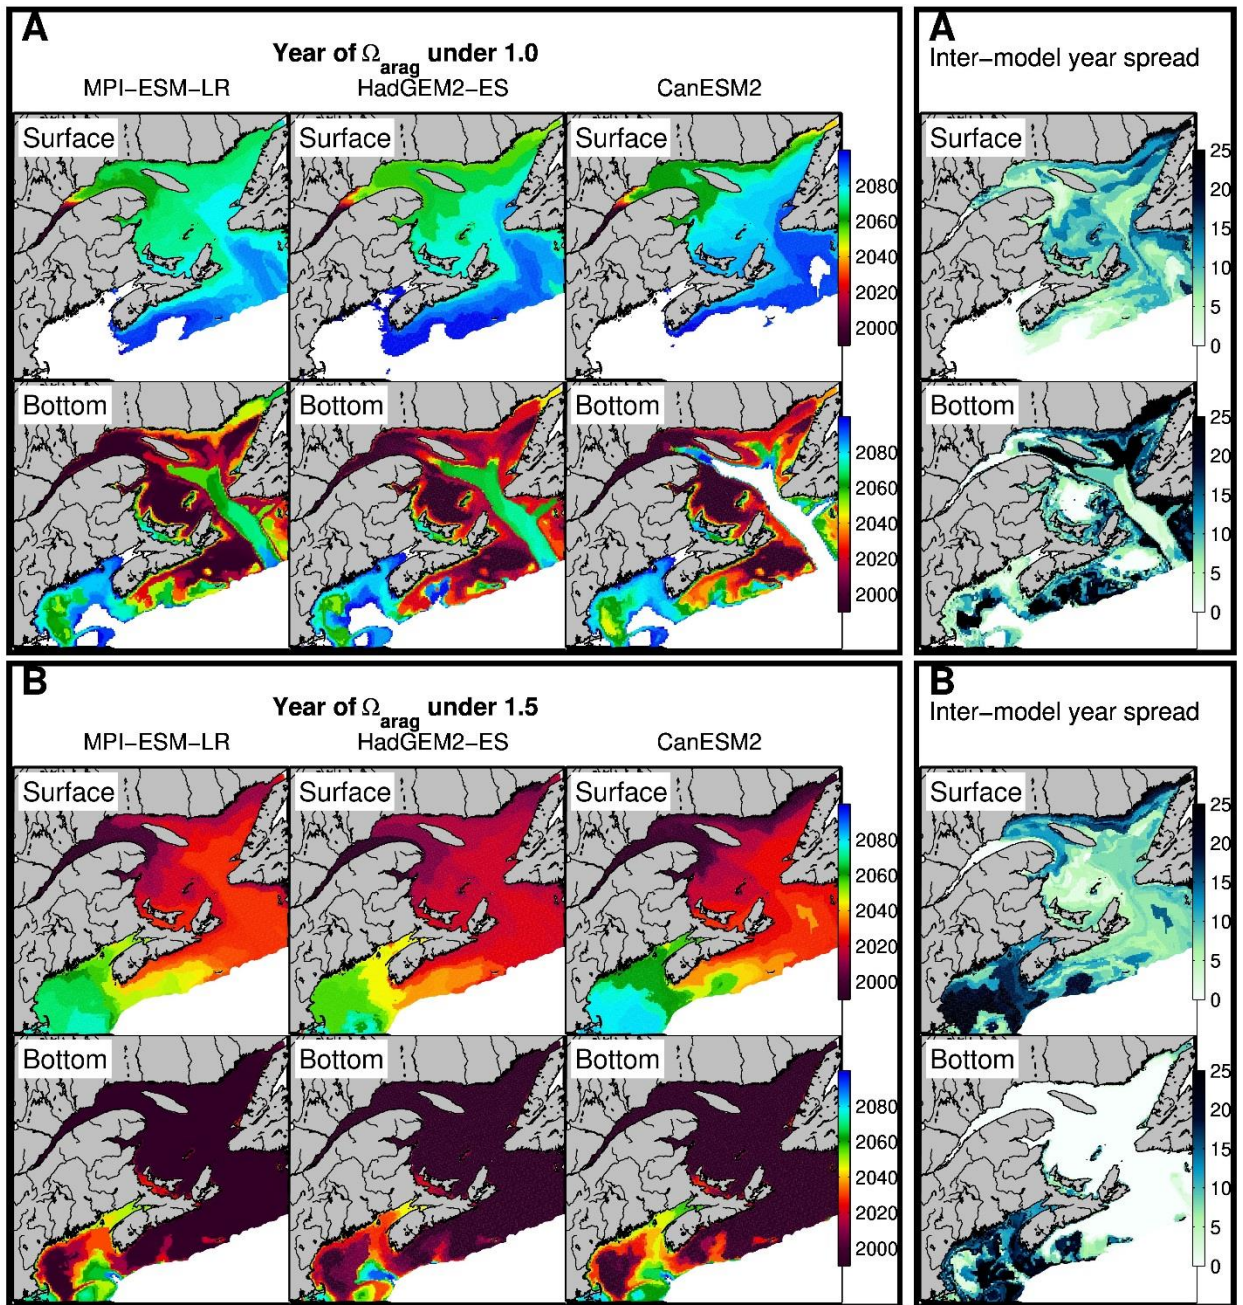 A
Year of Ω_arag under 1.0
MPI−ESM−LR HadGEM2−ES CanESM2
Surface Surface Surface
2080
2060
2040
2020
2000
Bottom Bottom Bottom
2080
2060
2040
2020
2000
A
Inter−model year spread
Surface
25
20
15
10
5
0
Bottom
25
20
15
10
5
0
B
Year of Ω_arag under 1.5
MPI−ESM−LR HadGEM2−ES CanESM2
Surface Surface Surface
2080
2060
2040
2020
2000
Bottom Bottom Bottom
2080
2060
2040
2020
2000
B
Inter−model year spread
Surface
25
20
15
10
5
0
Bottom
25
20
15
10
5
0